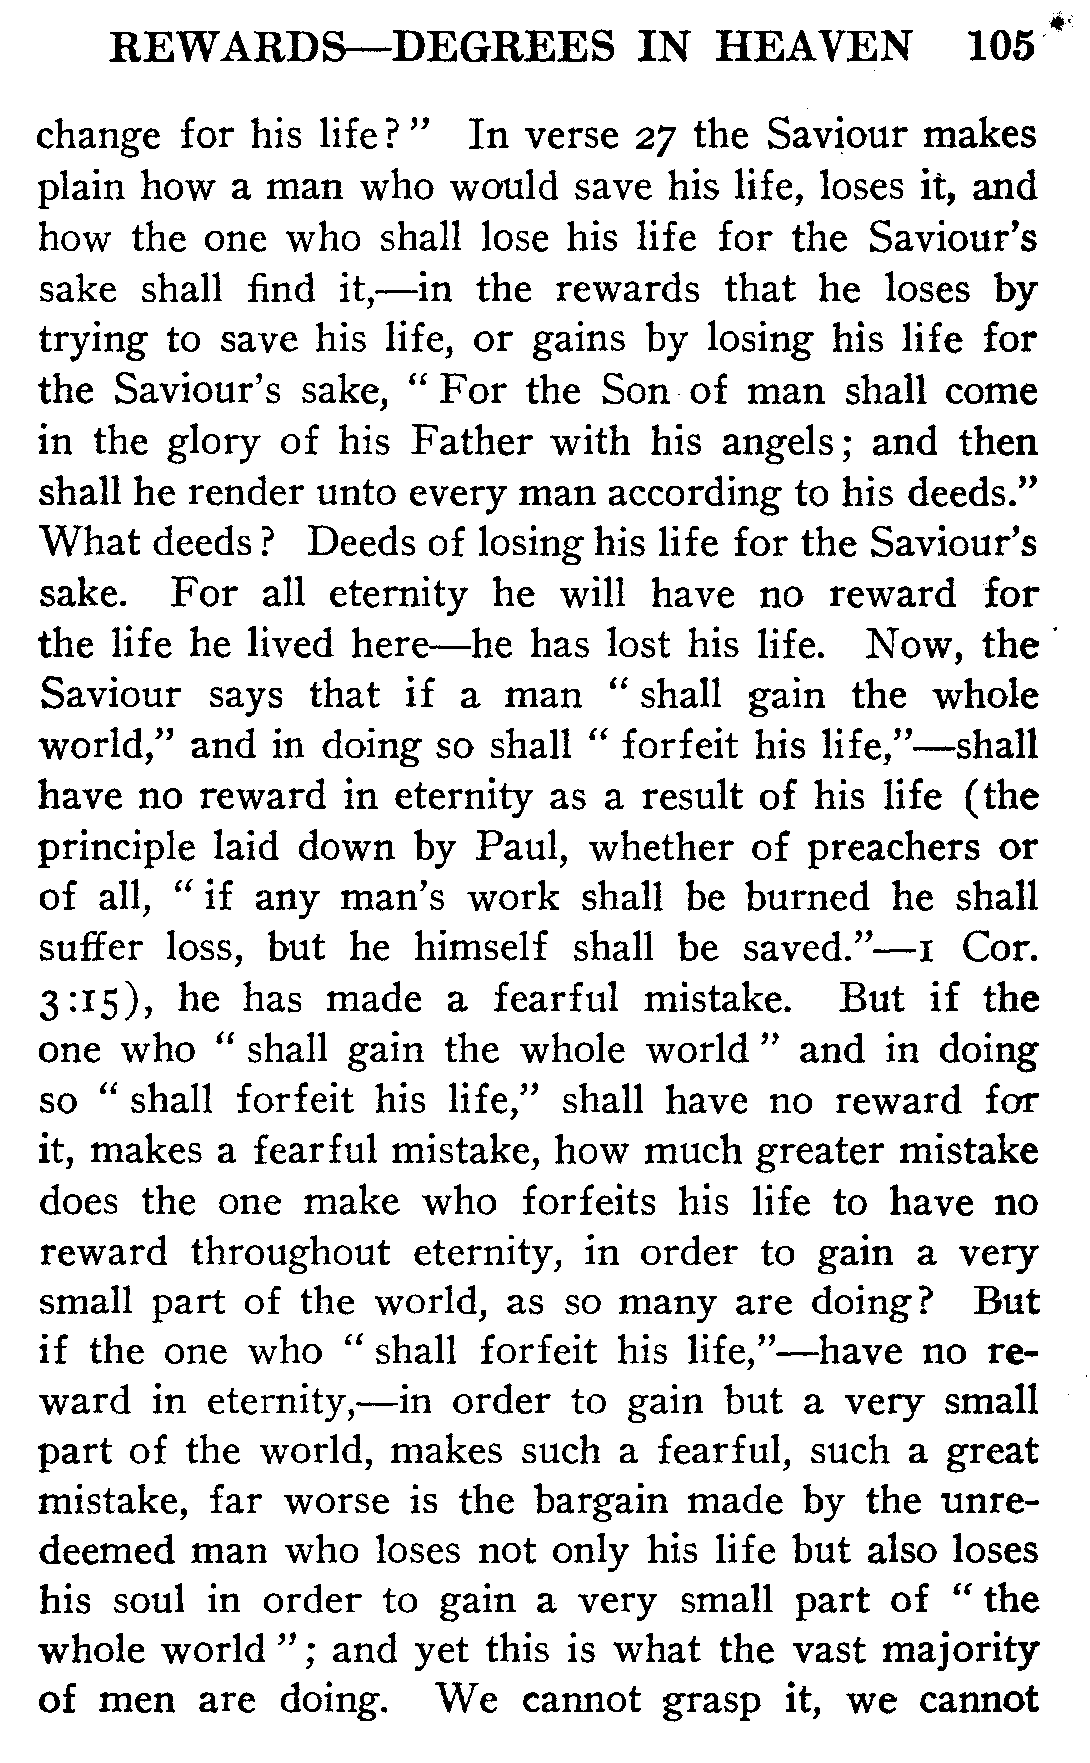 REWARDS—DEGREES IN HEAVEN 105
change for his life?" In verse 27 the Saviour makes
plain how a man who would save his life, loses it, and
how the one who shall lose his life for the Saviour's
sake shall find it,—in the rewards that he loses by
trying to save his life, or gains by losing his life for
the Saviour's sake, "For the Son of man shall come
in the glory of his Father with his angels; and then
shall he render unto every man according to his deeds."
What deeds? Deeds of losing his life for the Saviour's
sake. For all eternity he will have no reward for
the life he lived here—he has lost his life. Now, the
Saviour says that if a man "shall gain the whole
world," and in doing so shall "forfeit his life,"—shall
have no reward in eternity as a result of his life (the
principle laid down by Paul, whether of preachers or
of all, "if any man's work shall be burned he shall
suffer loss, but he himself shall be saved."—1 Cor.
3:15), he has made a fearful mistake. But if the
one who "shall gain the whole world" and in doing
so "shall forfeit his life," shall have no reward for
it, makes a fearful mistake, how much greater mistake
does the one make who forfeits his life to have no
reward throughout eternity, in order to gain a very
small part of the world, as so many are doing? But
if the one who "shall forfeit his life,"—have no re-
ward in eternity,—in order to gain but a very small
part of the world, makes such a fearful, such a great
mistake, far worse is the bargain made by the unre-
deemed man who loses not only his life but also loses
his soul in order to gain a very small part of "the
whole world"; and yet this is what the vast majority
of men are doing. We cannot grasp it, we cannot